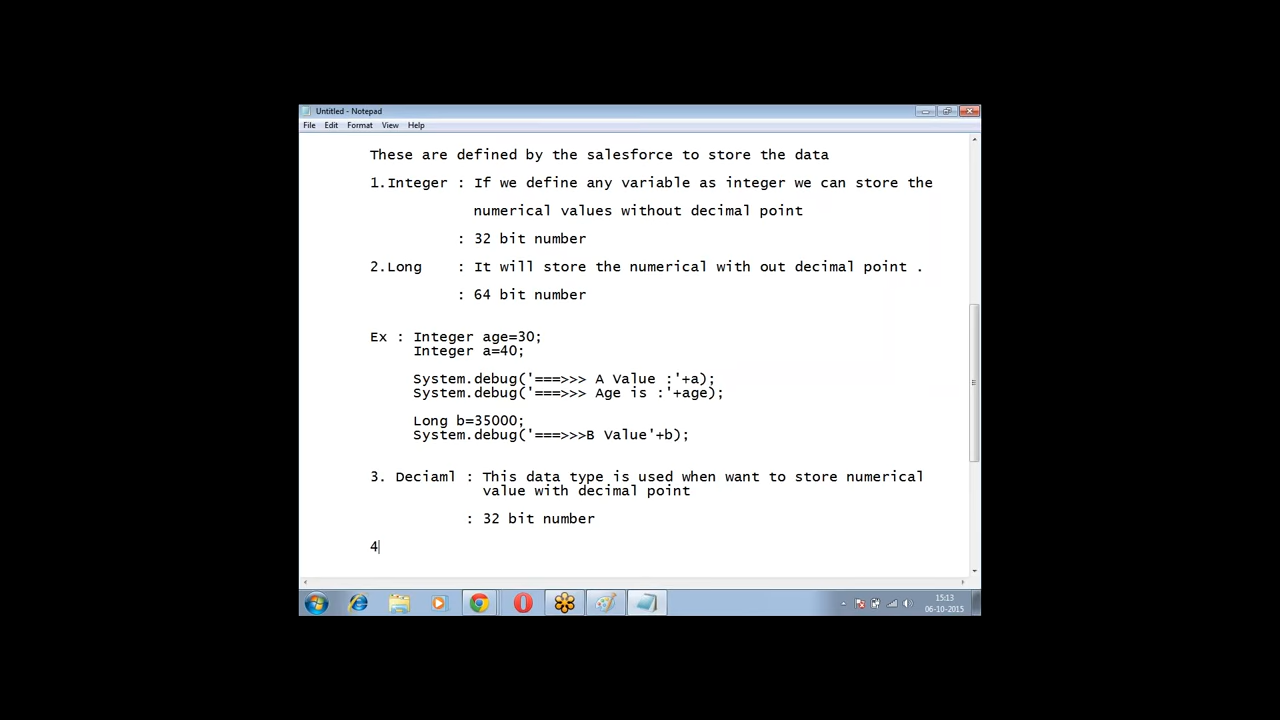 Untitled - Notepad
File Edit Format View Help
These are defined by the salesforce to store the data
1.Integer : If we define any variable as integer we can store the
numerical values without decimal point
: 32 bit number
2.Long : It will store the numerical with out decimal point .
: 64 bit number
Ex : Integer age=30;
Integer a=40;
System.debug('===>>> A Value :'+a);
System.debug('===>>> Age is :'+age);
Long b=35000;
System.debug('===>>>B Value'+b);
3. Deciaml : This data type is used when want to store numerical
value with decimal point
: 32 bit number
4
15:13
06-10-2015